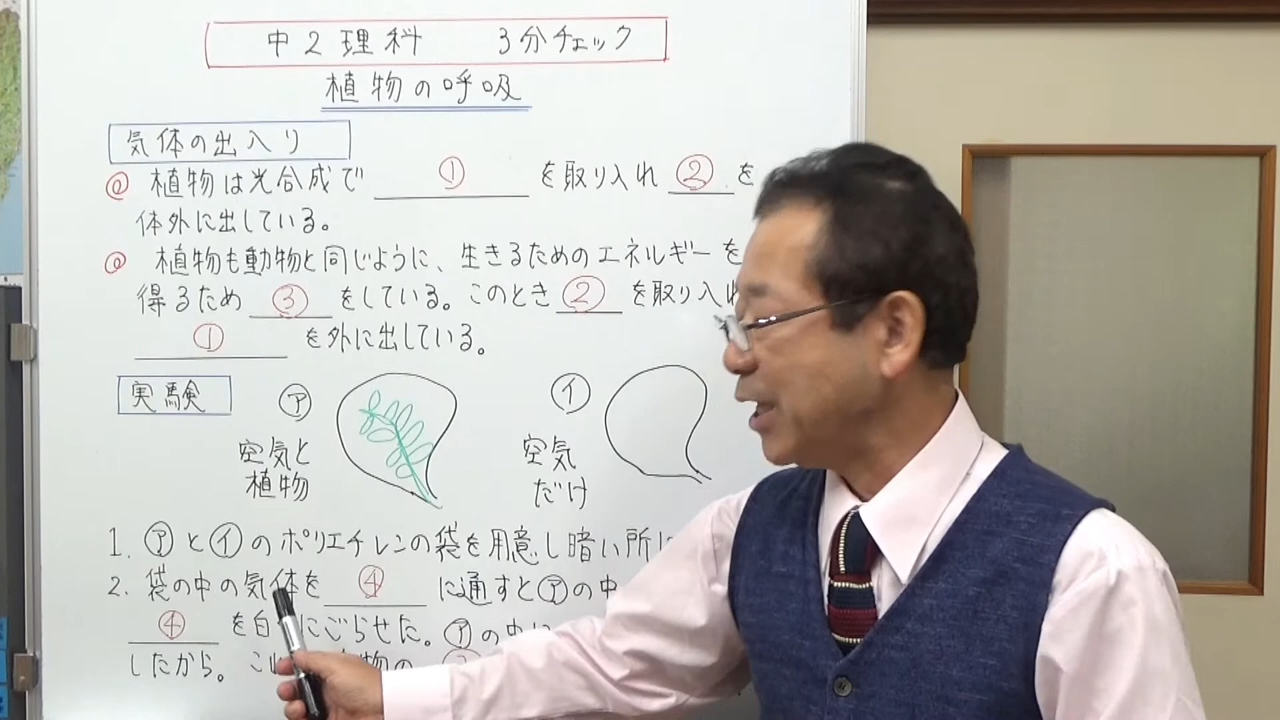 中2理科 3分チェック
植物の呼吸
気体の出入り
植物は光合成で ① を取り入れ ② を
体外に出している。
植物も動物と同じように、生きるためのエネルギーを
得るため ③ をしている。このとき ② を取り入れ
① を外に出している。
実験 ㋐ ㋑
空気と 空気
植物 だけ
1. ㋐と㋑のポリエチレンの袋を用意し暗い所に
2. 袋の中の気体を ④ に通すと㋐の中
④ を白 にごらせた。㋐の中に
したから。 物の